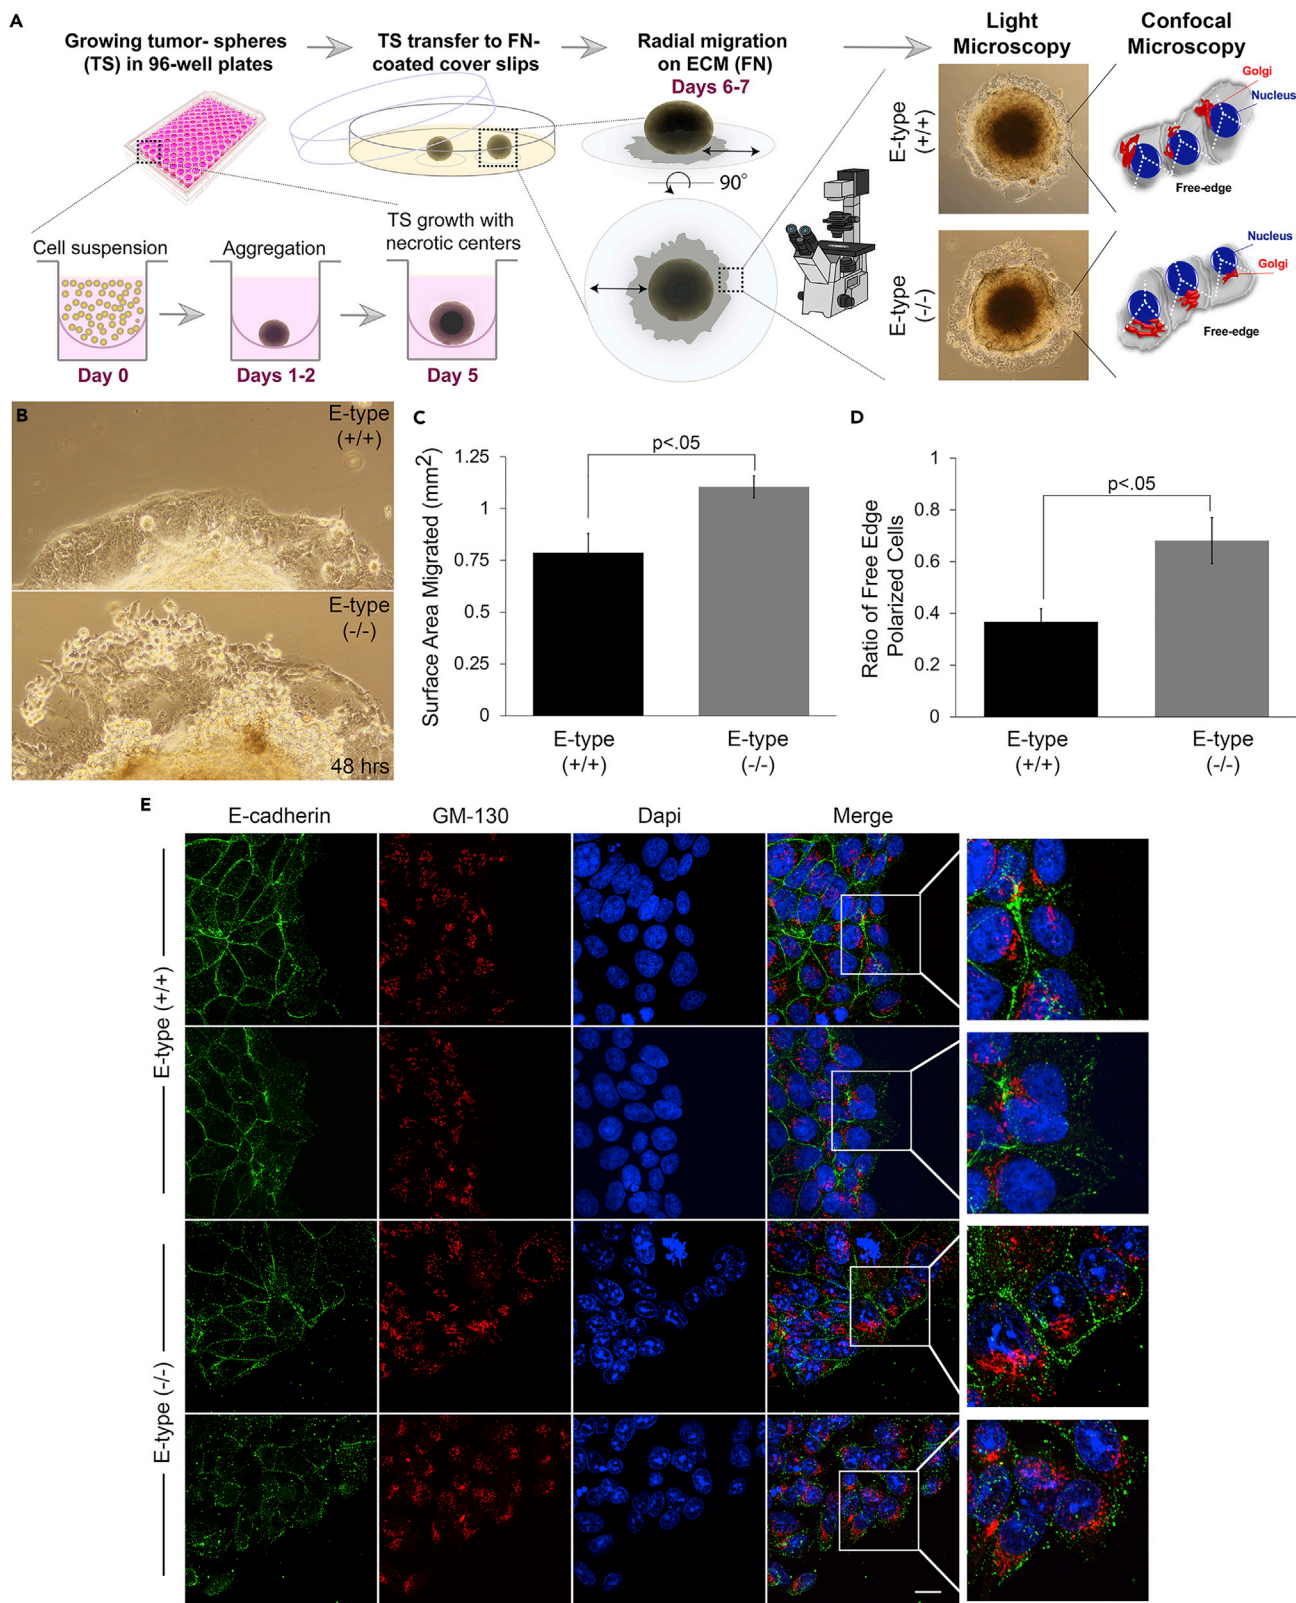 A
Growing tumor- spheres
(TS) in 96-well plates
TS transfer to FN-
coated cover slips
Radial migration
on ECM (FN)
Days 6-7
Light
Microscopy
Confocal
Microscopy
90°
Cell suspension
Aggregation
TS growth with
necrotic centers
Day 0
Days 1-2
Day 5
E-type
(+/+)
E-type
(-/-)
Golgi
Nucleus
Free-edge
Nucleus
Golgi
Free-edge
B
E-type
(+/+)
E-type
(-/-)
48 hrs
C
Surface Area Migrated (mm²)
1.25
1
0.75
0.5
0.25
0
p<.05
E-type
(+/+)
E-type
(-/-)
D
Ratio of Free Edge
Polarized Cells
1
0.8
0.6
0.4
0.2
0
p<.05
E-type
(+/+)
E-type
(-/-)
E
E-cadherin
GM-130
Dapi
Merge
E-type (+/+)
E-type (-/-)